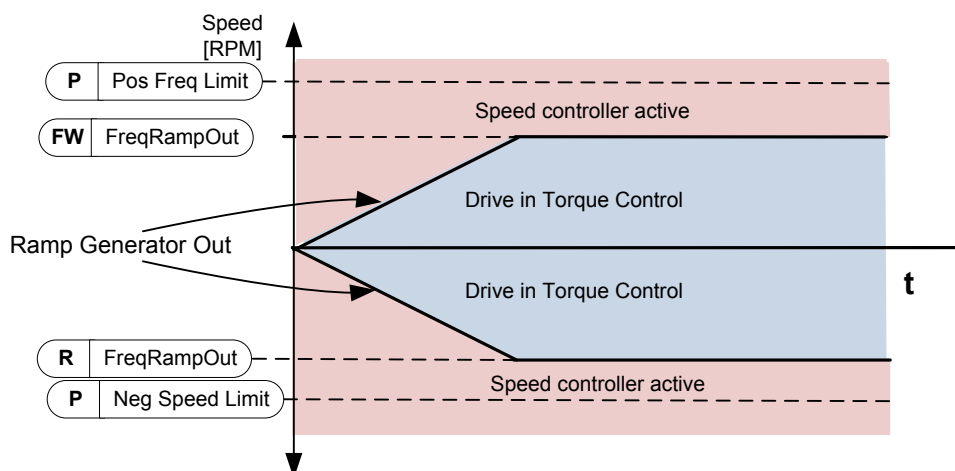 Speed
[RPM]
P Pos Freq Limit
Speed controller active
FW FreqRampOut
Drive in Torque Control
Ramp Generator Out
t
Drive in Torque Control
R FreqRampOut
Speed controller active
P Neg Speed Limit